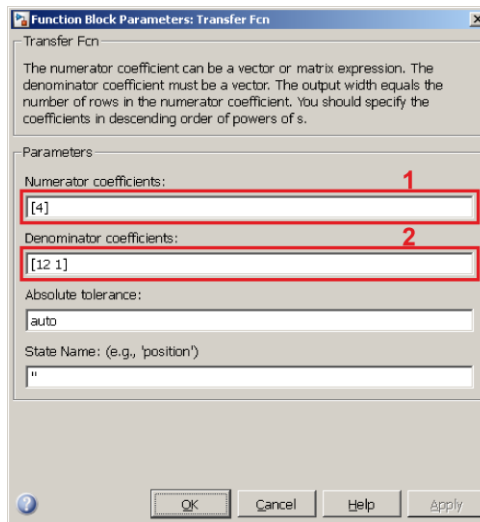 Function Block Parameters: Transfer Fcn
Transfer Fcn
The numerator coefficient can be a vector or matrix expression. The
denominator coefficient must be a vector. The output width equals the
number of rows in the numerator coefficient. You should specify the
coefficients in descending order of powers of s.
Parameters
Numerator coefficients:
1
[4]
Denominator coefficients:
2
[12 1]
Absolute tolerance:
auto
State Name: (e.g., 'position')
''
OK Cancel Help Apply